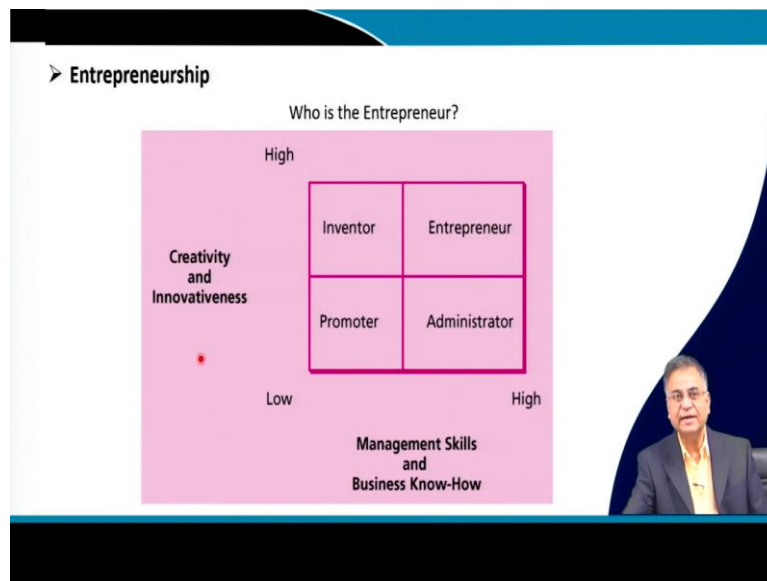 Entrepreneurship
Who is the Entrepreneur?
High
Inventor
Entrepreneur
Creativity
and
Innovativeness
Promoter
Administrator
Low
High
Management Skills
and
Business Know-How